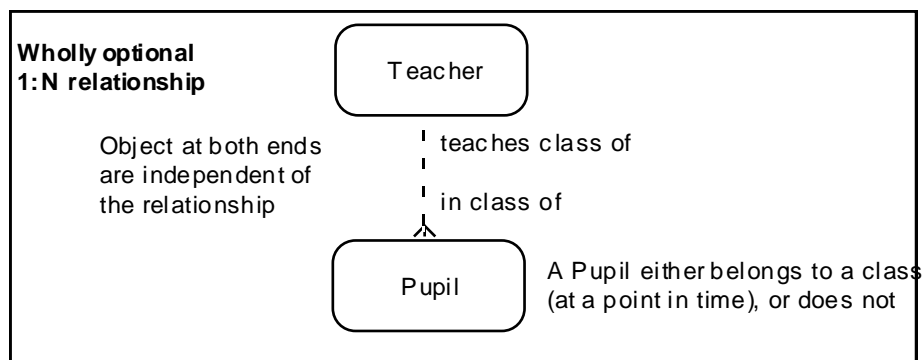 Wholly optional
1:N relationship
Teacher
Object at both ends
are independent of
the relationship
teaches class of
in class of
Pupil
A Pupil either belongs to a class
(at a point in time), or does not